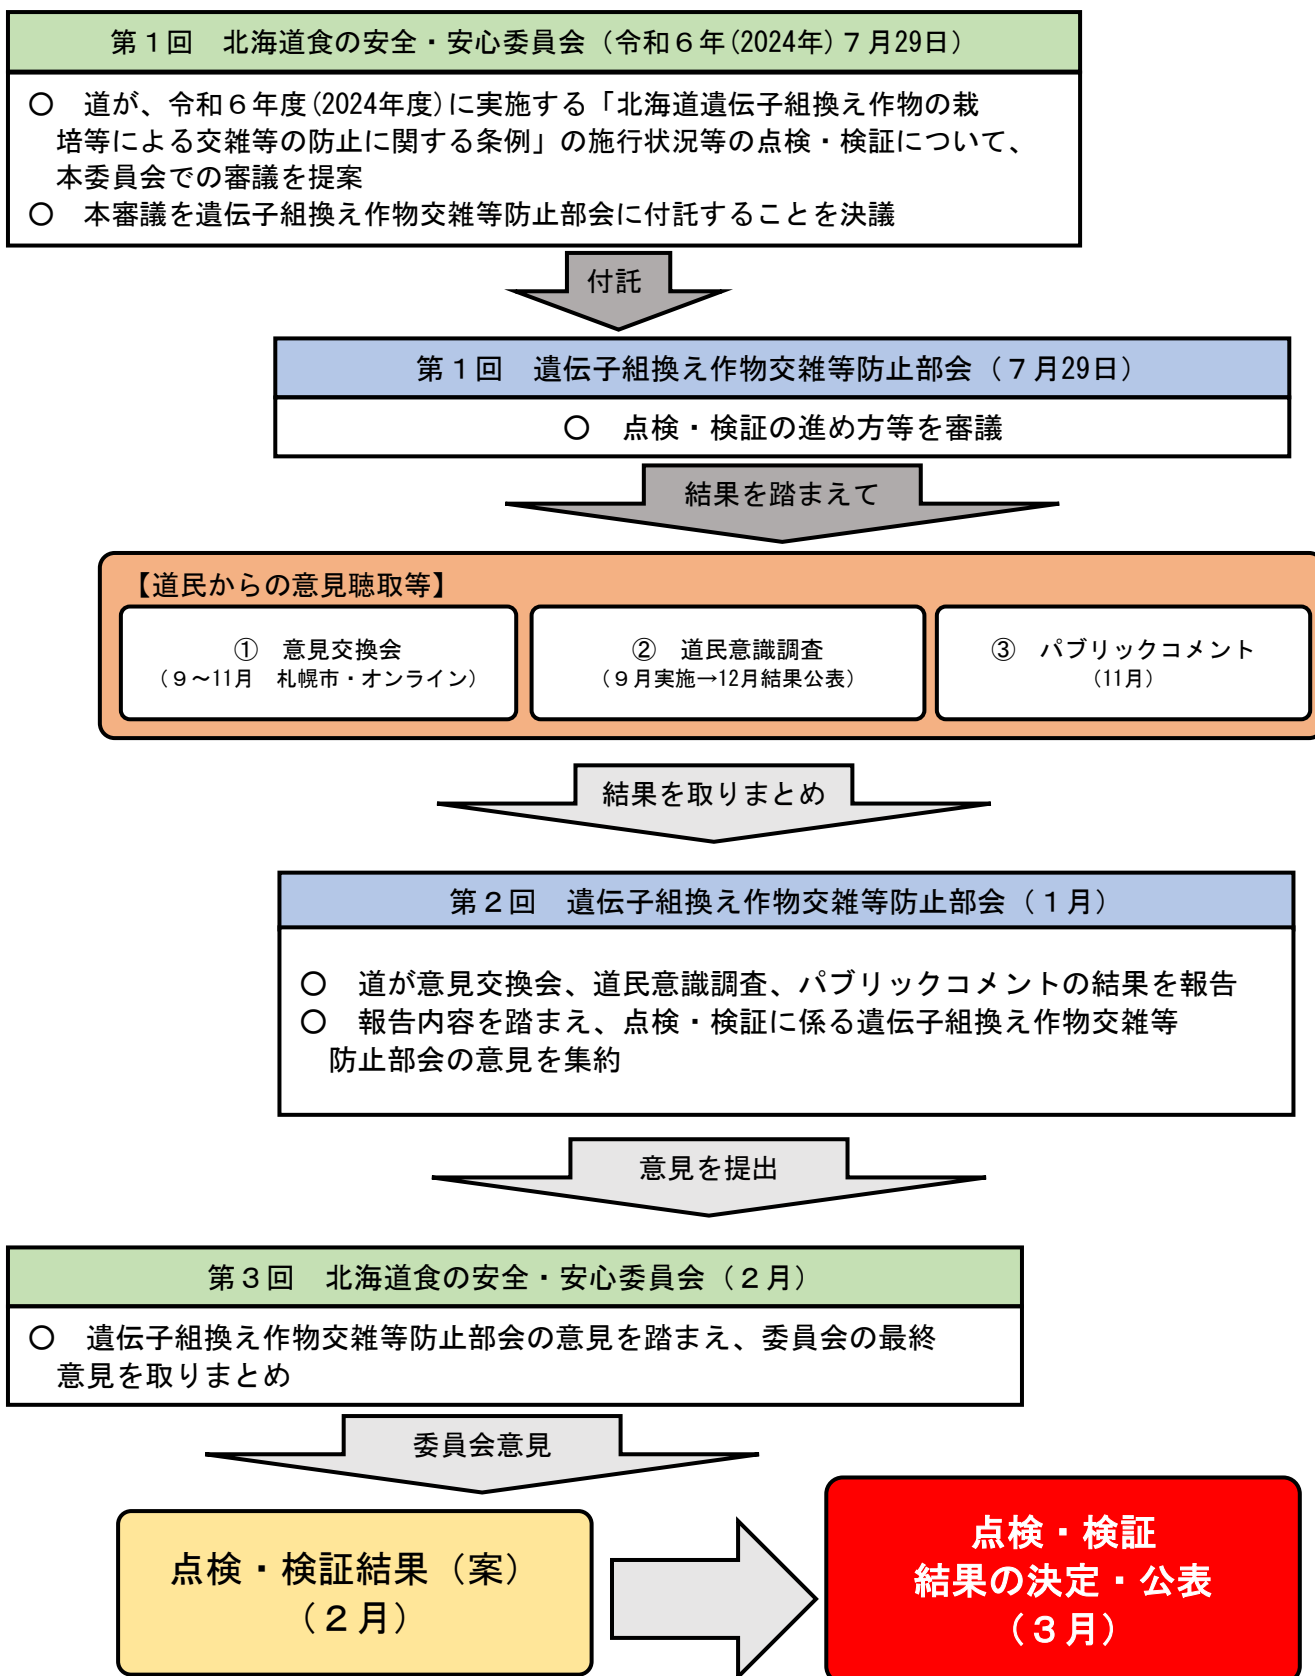 第１回　北海道食の安全・安心委員会（令和６年(2024年)７月29日）
○　道が、令和６年度(2024年度)に実施する「北海道遺伝子組換え作物の栽
培等による交雑等の防止に関する条例」の施行状況等の点検・検証について、
本委員会での審議を提案
○　本審議を遺伝子組換え作物交雑等防止部会に付託することを決議
付託
第１回　遺伝子組換え作物交雑等防止部会（７月29日）
○　点検・検証の進め方等を審議
結果を踏まえて
【道民からの意見聴取等】
①　意見交換会
（９～11月　札幌市・オンライン）
②　道民意識調査
（９月実施→12月結果公表）
③　パブリックコメント
（11月）
結果を取りまとめ
第２回　遺伝子組換え作物交雑等防止部会（１月）
○　道が意見交換会、道民意識調査、パブリックコメントの結果を報告
○　報告内容を踏まえ、点検・検証に係る遺伝子組換え作物交雑等
防止部会の意見を集約
意見を提出
第３回　北海道食の安全・安心委員会（２月）
○　遺伝子組換え作物交雑等防止部会の意見を踏まえ、委員会の最終
意見を取りまとめ
委員会意見
点検・検証結果（案）
（２月）
点検・検証
結果の決定・公表
（３月）